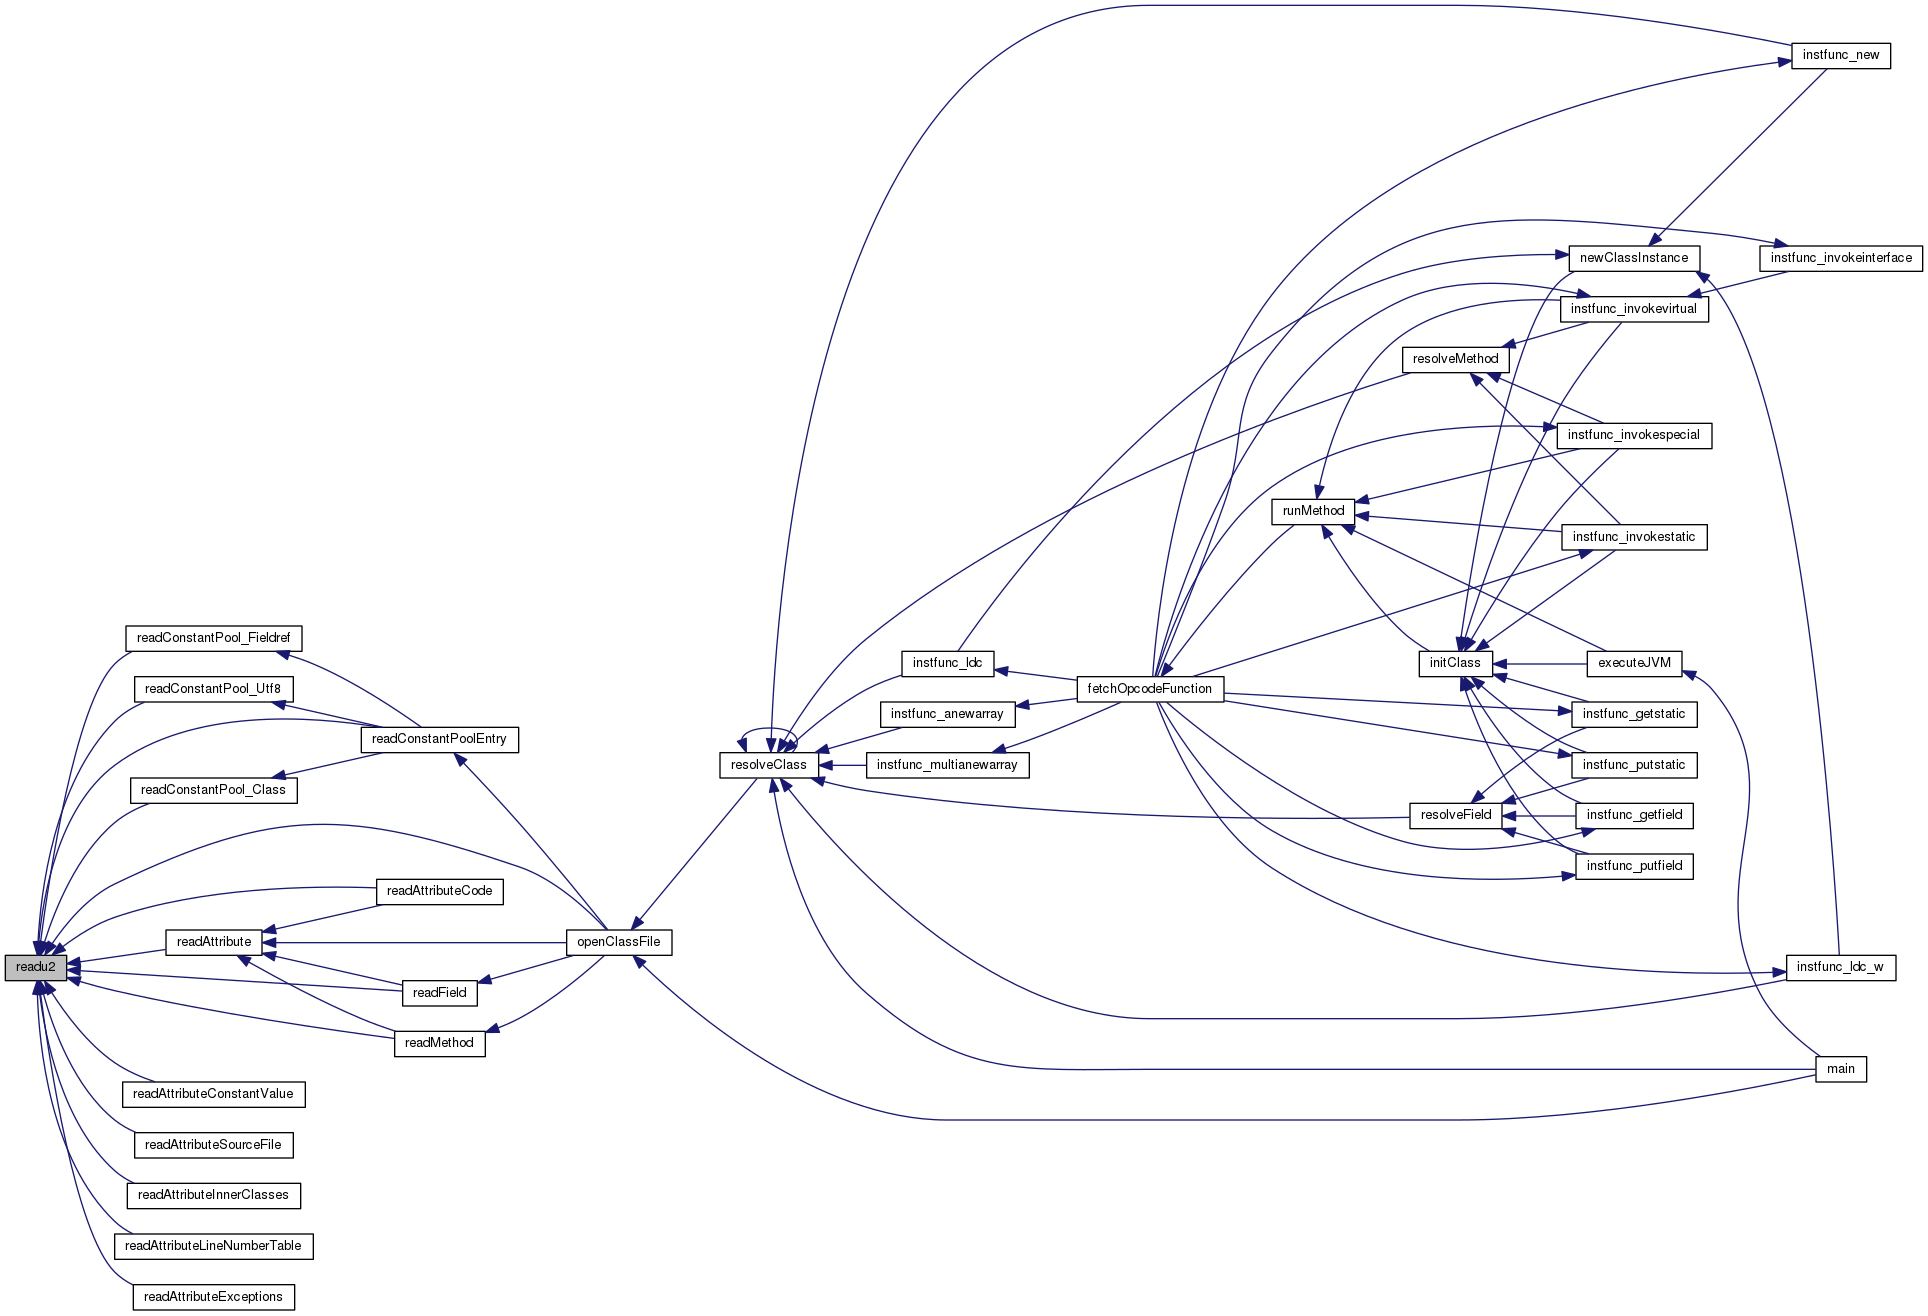 instfunc_new
newClassInstance
instfunc_invokeinterface
instfunc_invokevirtual
resolveMethod
instfunc_invokespecial
runMethod
instfunc_invokestatic
readConstantPool_Fieldref
instfunc_ldc
initClass
executeJVM
readConstantPool_Utf8
fetchOpcodeFunction
instfunc_anewarray
instfunc_getstatic
readConstantPoolEntry
resolveClass
instfunc_multianewarray
instfunc_putstatic
readConstantPool_Class
resolveField
instfunc_getfield
instfunc_putfield
readAttributeCode
readAttribute
openClassFile
readu2
instfunc_ldc_w
readField
readMethod
main
readAttributeConstantValue
readAttributeSourceFile
readAttributeInnerClasses
readAttributeLineNumberTable
readAttributeExceptions